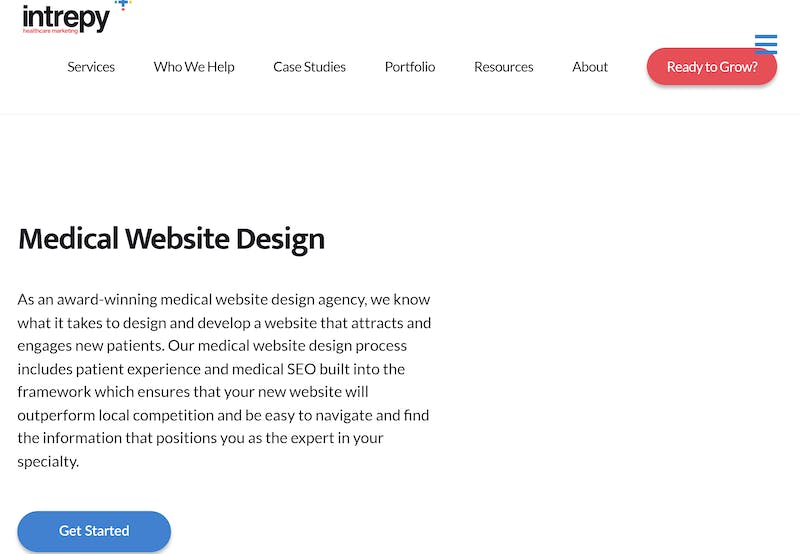 intrepy
healthcare marketing
Services Who We Help Case Studies Portfolio Resources About Ready to Grow?
Medical Website Design
As an award-winning medical website design agency, we know
what it takes to design and develop a website that attracts and
engages new patients. Our medical website design process
includes patient experience and medical SEO built into the
framework which ensures that your new website will
outperform local competition and be easy to navigate and find
the information that positions you as the expert in your
specialty.
Get Started